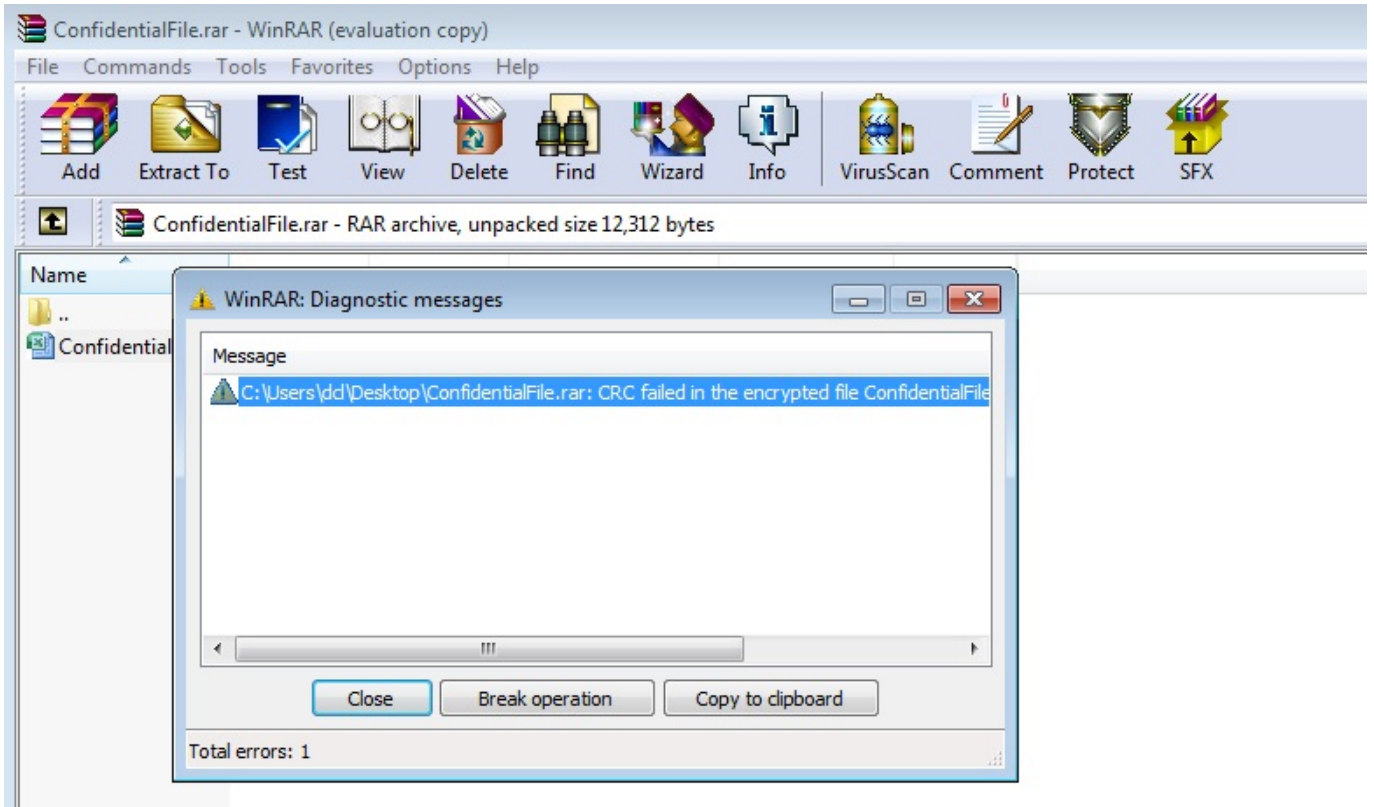 ConfidentialFile.rar - WinRAR (evaluation copy)
File Commands Tools Favorites Options Help
Add Extract To Test View Delete Find Wizard Info VirusScan Comment Protect SFX
ConfidentialFile.rar - RAR archive, unpacked size 12,312 bytes
Name
..
Confidential
WinRAR: Diagnostic messages
Message
C:\Users\dd\Desktop\ConfidentialFile.rar: CRC failed in the encrypted file ConfidentialFile
Close Break operation Copy to clipboard
Total errors: 1